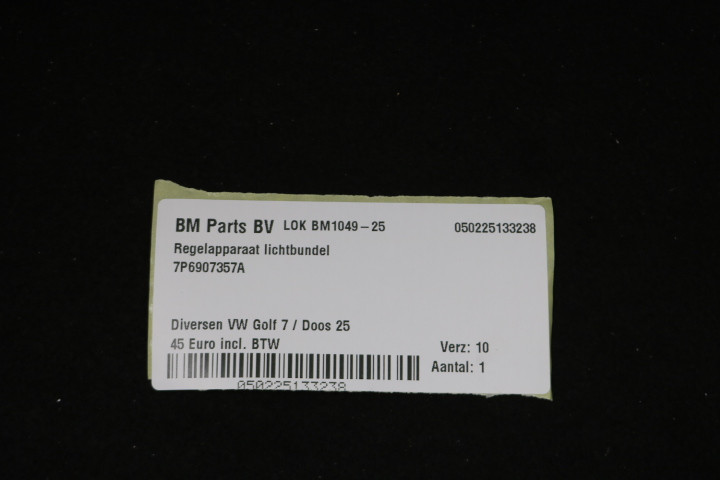 BM Parts BV LOK BM1049-25 050225133238
Regelapparaat lichtbundel
7P6907357A
Diversen VW Golf 7 / Doos 25
45 Euro incl. BTW Verz: 10
Aantal: 1
050225133238